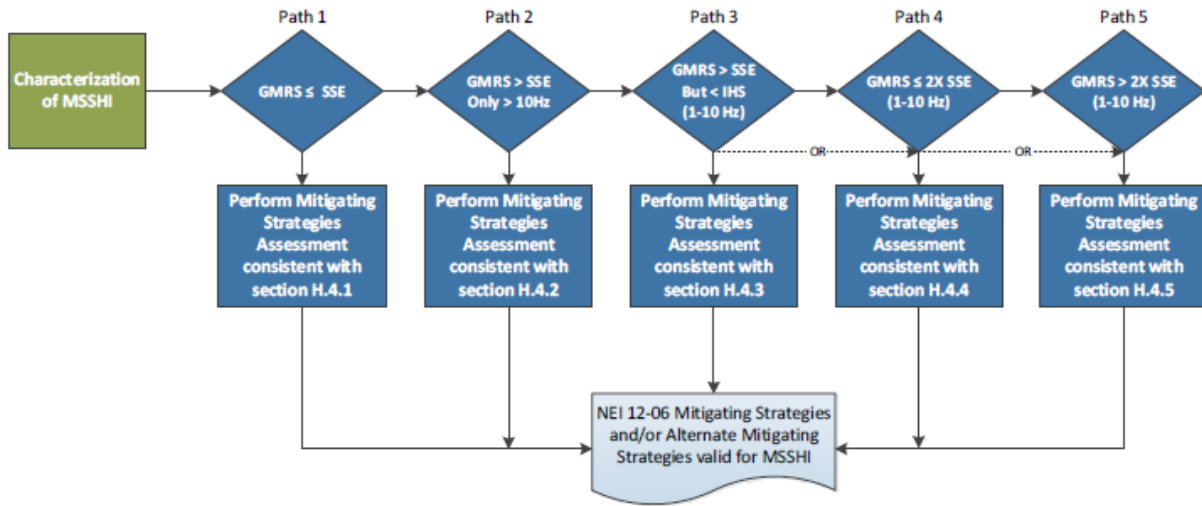 Path 1
Path 2
Path 3
Path 4
Path 5
Characterization
of MSSHI
GMRS ≤ SSE
GMRS > SSE
Only > 10Hz
GMRS > SSE
But < IHS
(1-10 Hz)
GMRS ≤ 2X SSE
(1-10 Hz)
GMRS > 2X SSE
(1-10 Hz)
OR
OR
Perform Mitigating
Strategies
Assessment
consistent with
section H.4.1
Perform Mitigating
Strategies
Assessment
consistent with
section H.4.2
Perform Mitigating
Strategies
Assessment
consistent with
section H.4.3
Perform Mitigating
Strategies
Assessment
consistent with
section H.4.4
Perform Mitigating
Strategies
Assessment
consistent with
section H.4.5
NEI 12-06 Mitigating Strategies
and/or Alternate Mitigating
Strategies valid for MSSHI